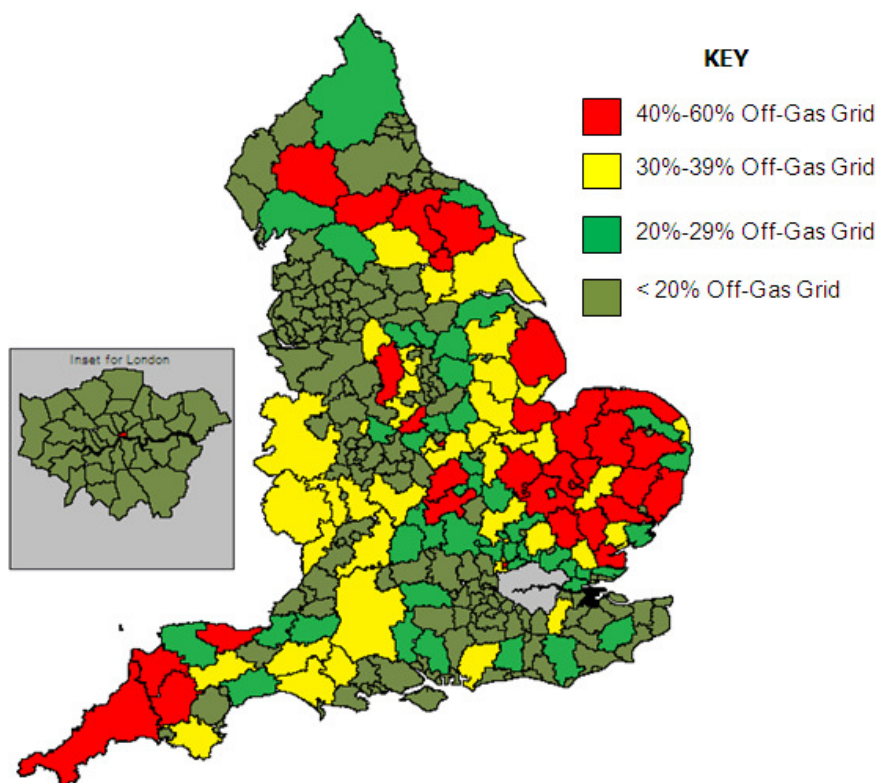 KEY
40%-60% Off-Gas Grid
30%-39% Off-Gas Grid
20%-29% Off-Gas Grid
< 20% Off-Gas Grid
Inset for London